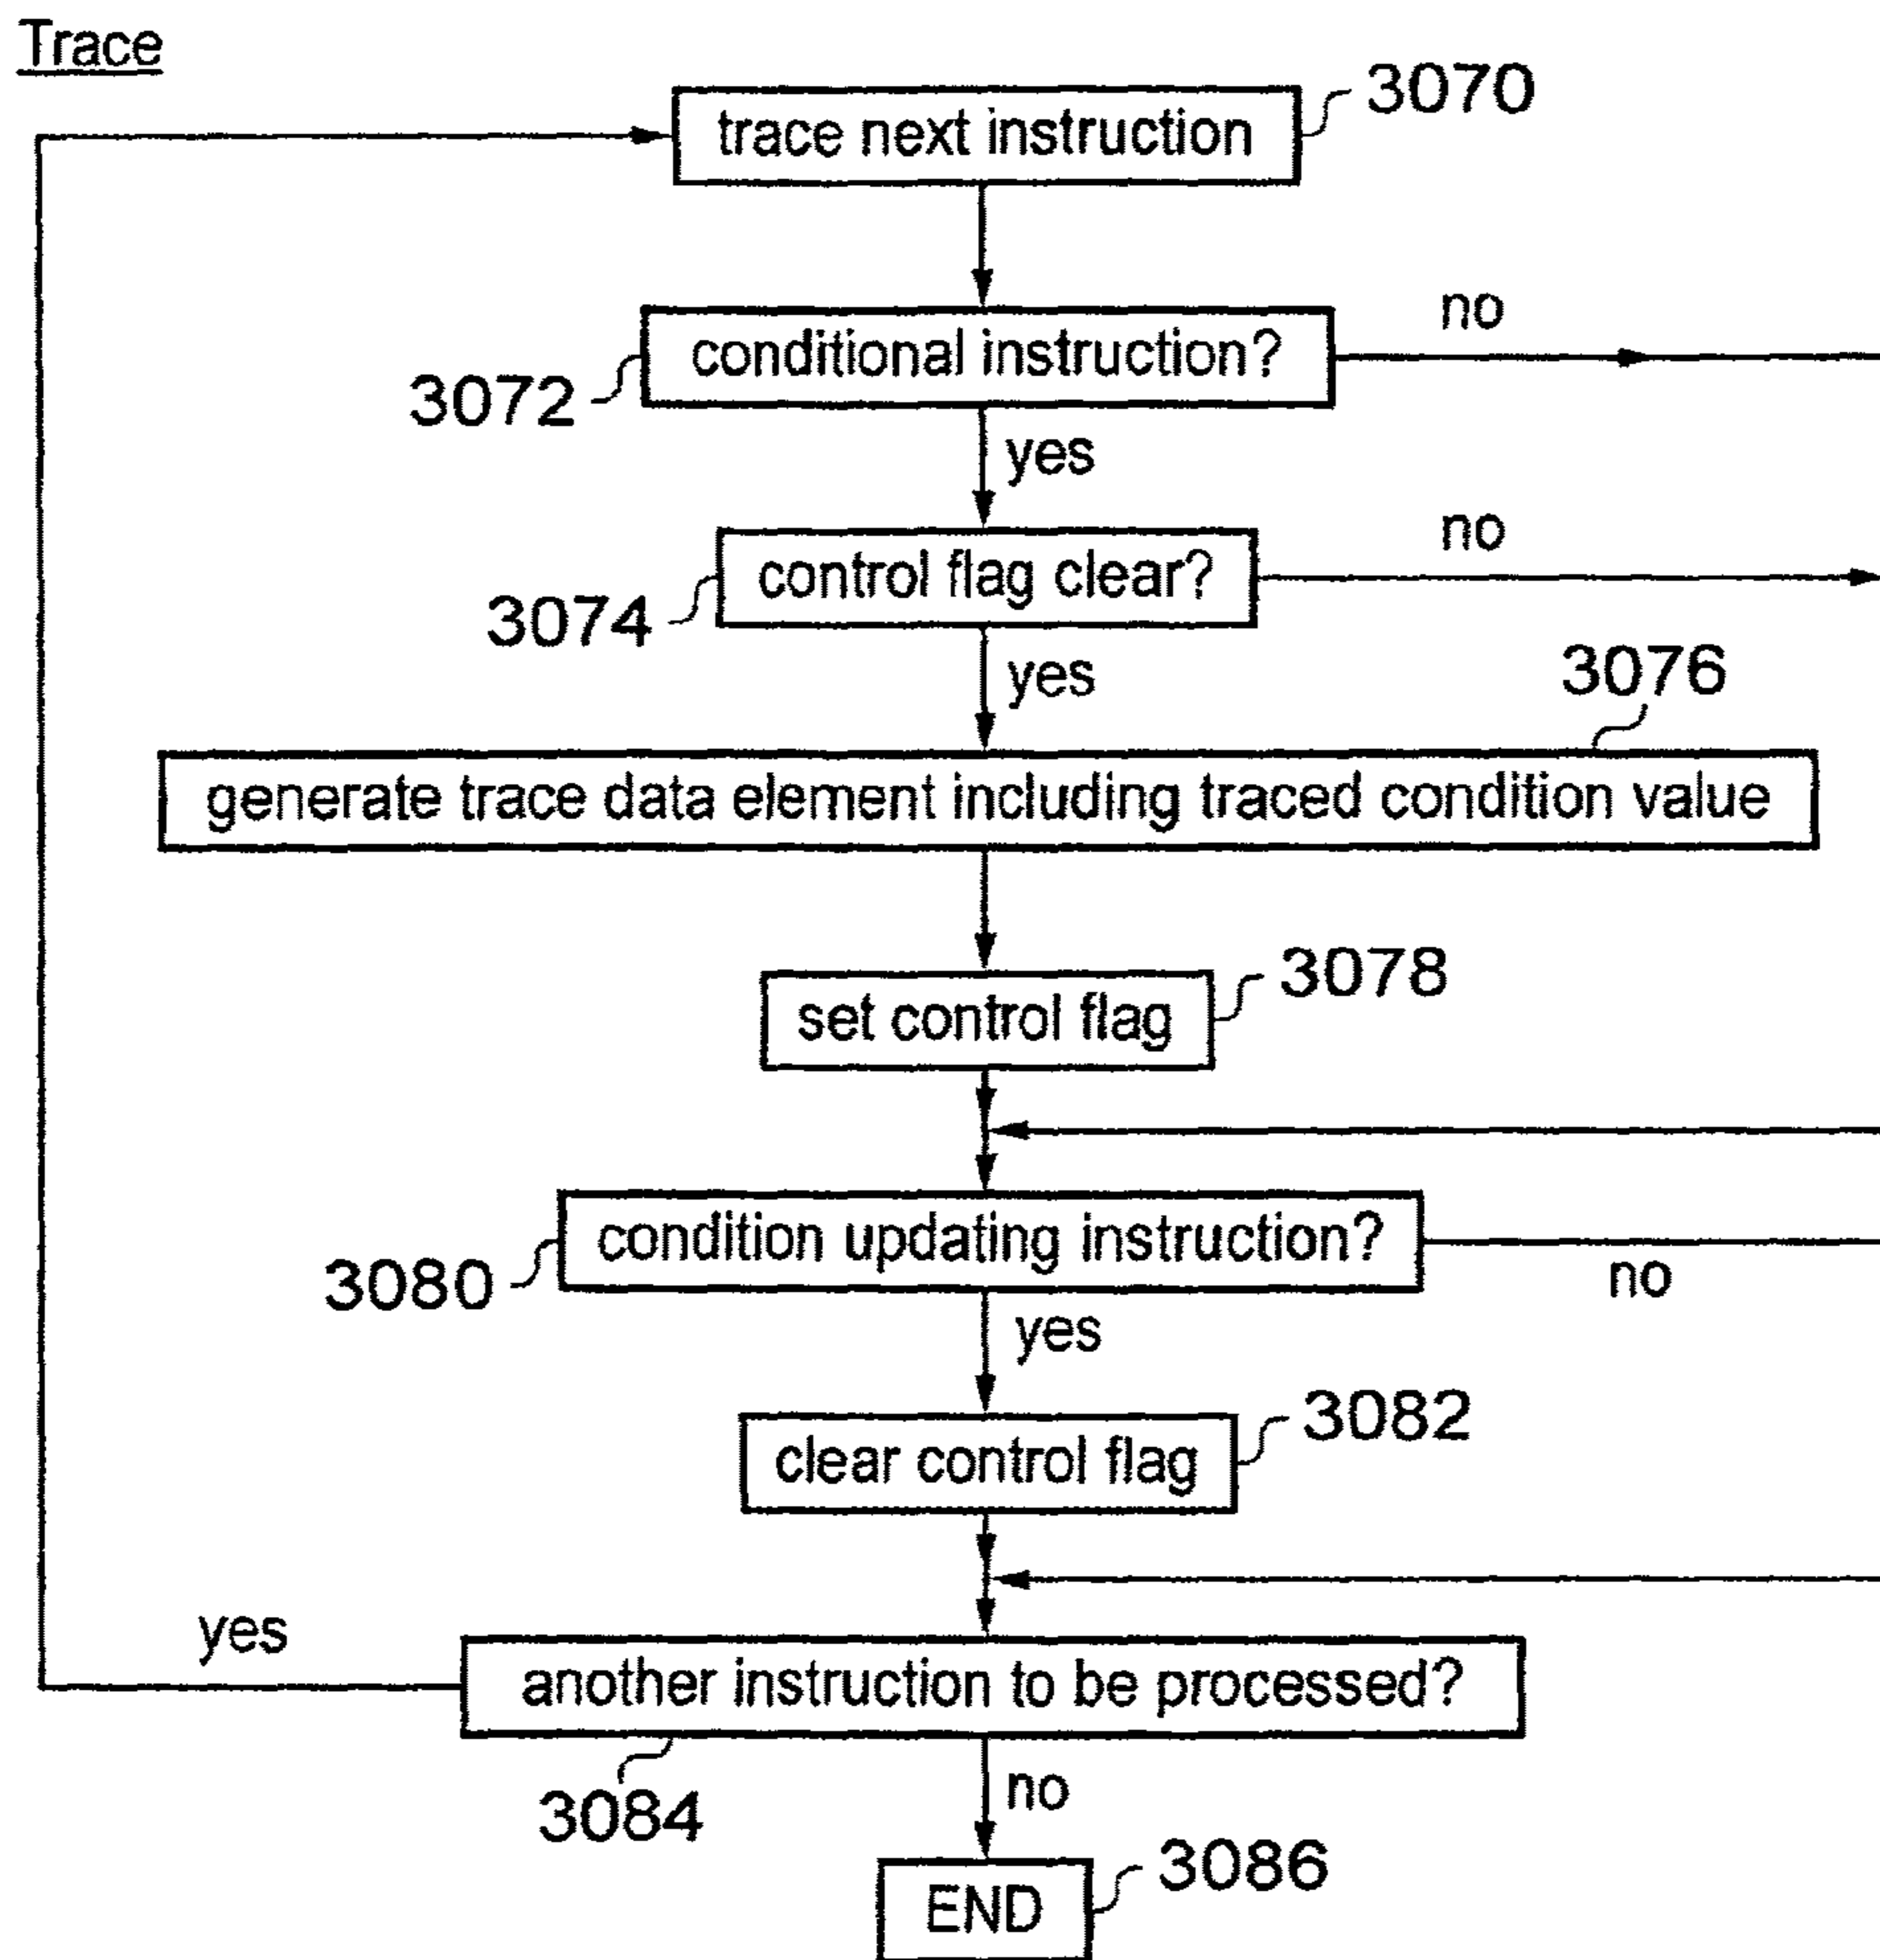 Trace
3070
trace next instruction
no
conditional instruction?
3072
yes
no
control flag clear?
3074
yes
3076
generate trace data element including traced condition value
3078
set control flag
condition updating instruction?
3080
no
yes
3082
clear control flag
yes
another instruction to be processed?
3084
no
3086
END